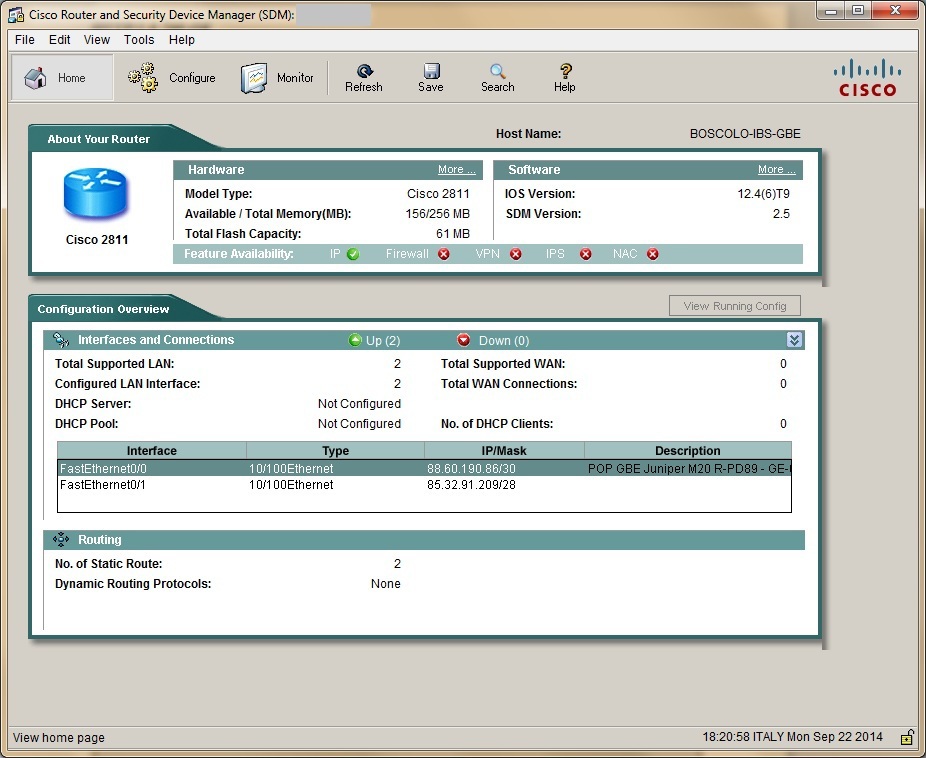 Cisco Router and Security Device Manager (SDM):
File Edit View Tools Help
Home Configure Monitor Refresh Save Search Help
CISCO
About Your Router
Host Name: BOSCOLO-IBS-GBE
Cisco 2811
Hardware More ...
Model Type: Cisco 2811
Available / Total Memory(MB): 156/256 MB
Total Flash Capacity: 61 MB
Software More ...
IOS Version: 12.4(6)T9
SDM Version: 2.5
Feature Availability: IP Firewall VPN IPS NAC
Configuration Overview
View Running Config
Interfaces and Connections Up (2) Down (0)
Total Supported LAN: 2 Total Supported WAN: 0
Configured LAN Interface: 2 Total WAN Connections: 0
DHCP Server: Not Configured
DHCP Pool: Not Configured No. of DHCP Clients: 0
Interface Type IP/Mask Description
FastEthernet0/0 10/100Ethernet 88.60.190.86/30 POP GBE Juniper M20 R-PD89 - GE-
FastEthernet0/1 10/100Ethernet 85.32.91.209/28
Routing
No. of Static Route: 2
Dynamic Routing Protocols: None
View home page 18:20:58 ITALY Mon Sep 22 2014